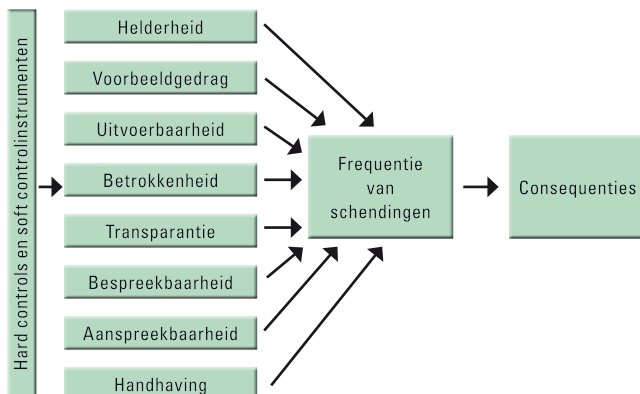 Hard controls en soft controlinstrumenten
Helderheid
Voorbeeldgedrag
Uitvoerbaarheid
Betrokkenheid
Transparantie
Bespreekbaarheid
Aanspreekbaarheid
Handhaving
Frequentie
van
schendingen
Consequenties